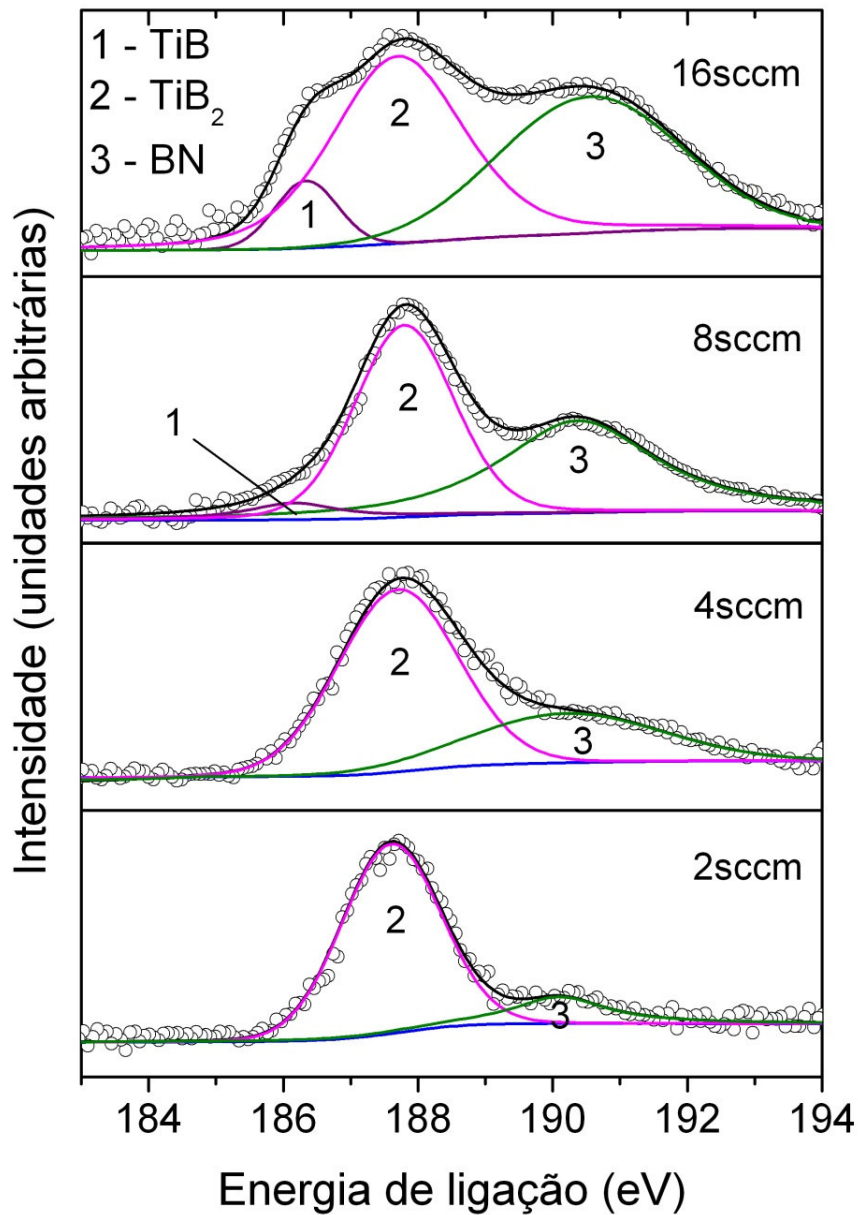 1 - TiB
2 - TiB₂
3 - BN
16sccm
2
3
1
8sccm
2
1
3
4sccm
2
3
2sccm
2
3
184 186 188 190 192 194
Energia de ligação (eV)
Intensidade (unidades arbitrárias)